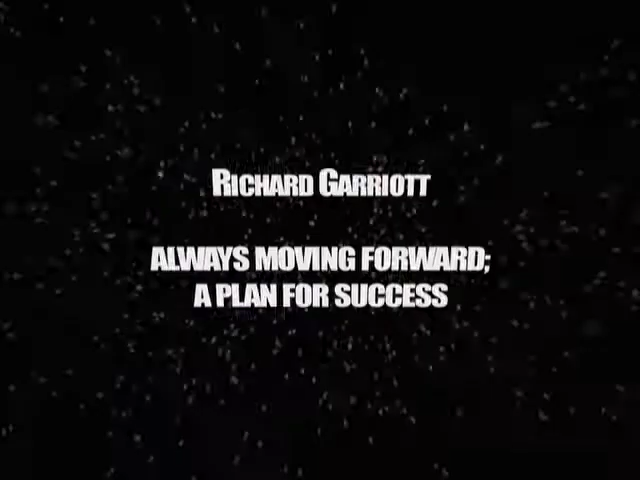 RICHARD GARRIOTT
ALWAYS MOVING FORWARD;
A PLAN FOR SUCCESS